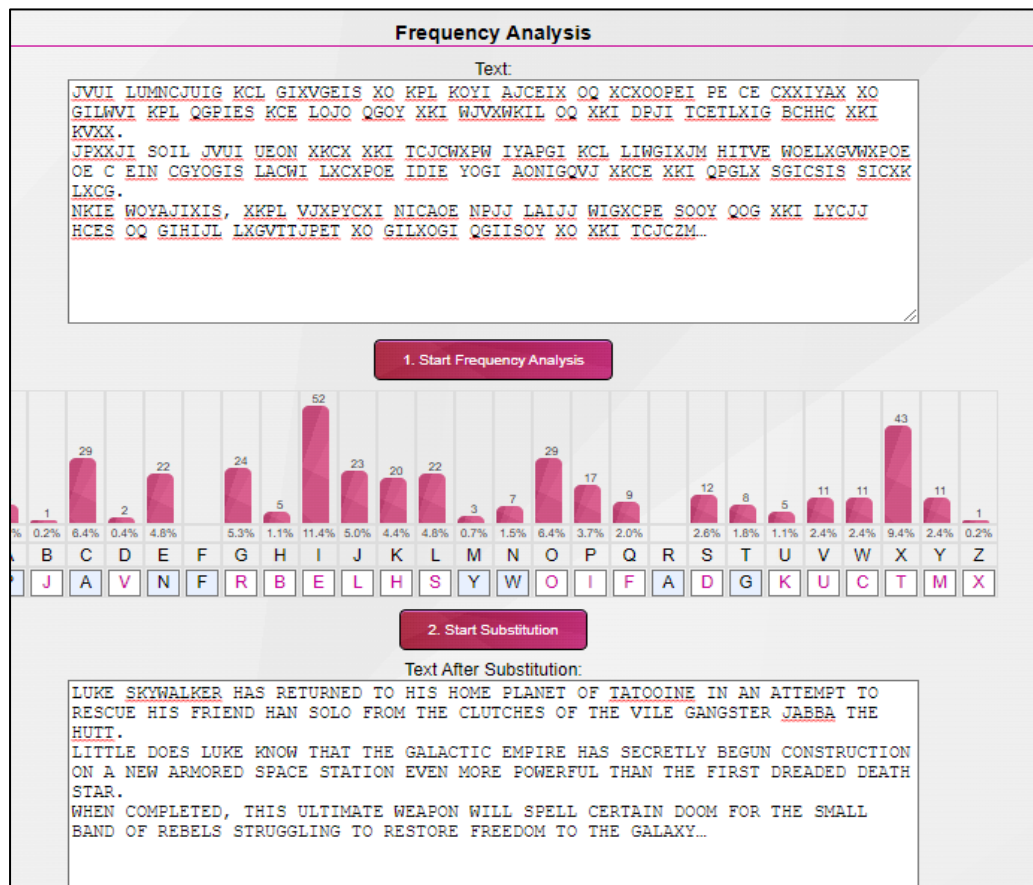 Frequency Analysis
Text:
JVUI LUMNCJUIG KCL GIXVGEIS XO KPL KOYI AJCEIX OQ XCXOOPEI PE CE CXXIYAX XO
GILWVI KPL QGPIES KCE LOJO QGOY XKI WJVXWKIL OQ XKI DPJI TCETLXIG BCHHC XKI
KVXX.
JPXXJI SOIL JVUI UEON XKCX XKI TCJCWXPW IYAPGI KCL LIWGIXJM HITVE WOELXGVWXPOE
OE C EIN CGYOGIS LACWI LXCXPOE IDIE YOGI AONIGQVJ XKCE XKI QPGLX SGICSIS SICXK
LXCG.
NKIE WOYAJIXIS, XKPL VJXPYCXI NICAOE NPJJ LAIJJ WIGXCPE SOOY QOG XKI LYCJJ
HCES OQ GIHIJL LXGVTTJPET XO GILXOGI QGIISOY XO XKI TCJCZM…
1. Start Frequency Analysis
52
43
29 29
22 24 23 20 22 17
1 2 5 3 7 9 12 8 5 11 11 11 1
% 0.2% 6.4% 0.4% 4.8% 5.3% 1.1% 11.4% 5.0% 4.4% 4.8% 0.7% 1.5% 6.4% 3.7% 2.0% 2.6% 1.8% 1.1% 2.4% 2.4% 9.4% 2.4% 0.2%
B C D E F G H I J K L M N O P Q R S T U V W X Y Z
J A V N F R B E L H S Y W O I F A D G K U C T M X
2. Start Substitution
Text After Substitution:
LUKE SKYWALKER HAS RETURNED TO HIS HOME PLANET OF TATOOINE IN AN ATTEMPT TO
RESCUE HIS FRIEND HAN SOLO FROM THE CLUTCHES OF THE VILE GANGSTER JABBA THE
HUTT.
LITTLE DOES LUKE KNOW THAT THE GALACTIC EMPIRE HAS SECRETLY BEGUN CONSTRUCTION
ON A NEW ARMORED SPACE STATION EVEN MORE POWERFUL THAN THE FIRST DREADED DEATH
STAR.
WHEN COMPLETED, THIS ULTIMATE WEAPON WILL SPELL CERTAIN DOOM FOR THE SMALL
BAND OF REBELS STRUGGLING TO RESTORE FREEDOM TO THE GALAXY…